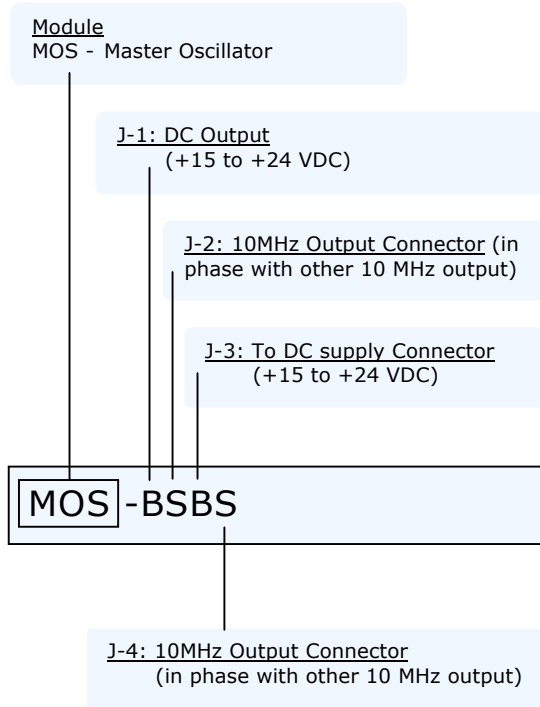 Module
MOS - Master Oscillator
J-1: DC Output
(+15 to +24 VDC)
J-2: 10MHz Output Connector (in
phase with other 10 MHz output)
J-3: To DC supply Connector
(+15 to +24 VDC)
MOS-BSBS
J-4: 10MHz Output Connector
(in phase with other 10 MHz output)